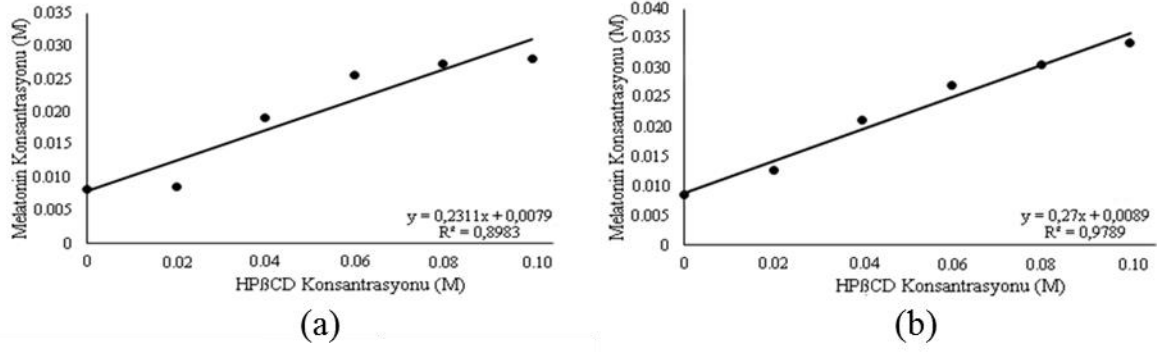 Melatonin Konsantrasyonu (M)
0.035
0.030
0.025
0.020
0.015
0.010
0.005
0
0 0.02 0.04 0.06 0.08 0.10
HPβCD Konsantrasyonu (M)
y = 0,2311x + 0,0079
R² = 0,8983
(a)
Melatonin Konsantrasyonu (M)
0.040
0.035
0.030
0.025
0.020
0.015
0.010
0.005
0
0 0.02 0.04 0.06 0.08 0.10
HPβCD Konsantrasyonu (M)
y = 0,27x + 0,0089
R² = 0,9789
(b)